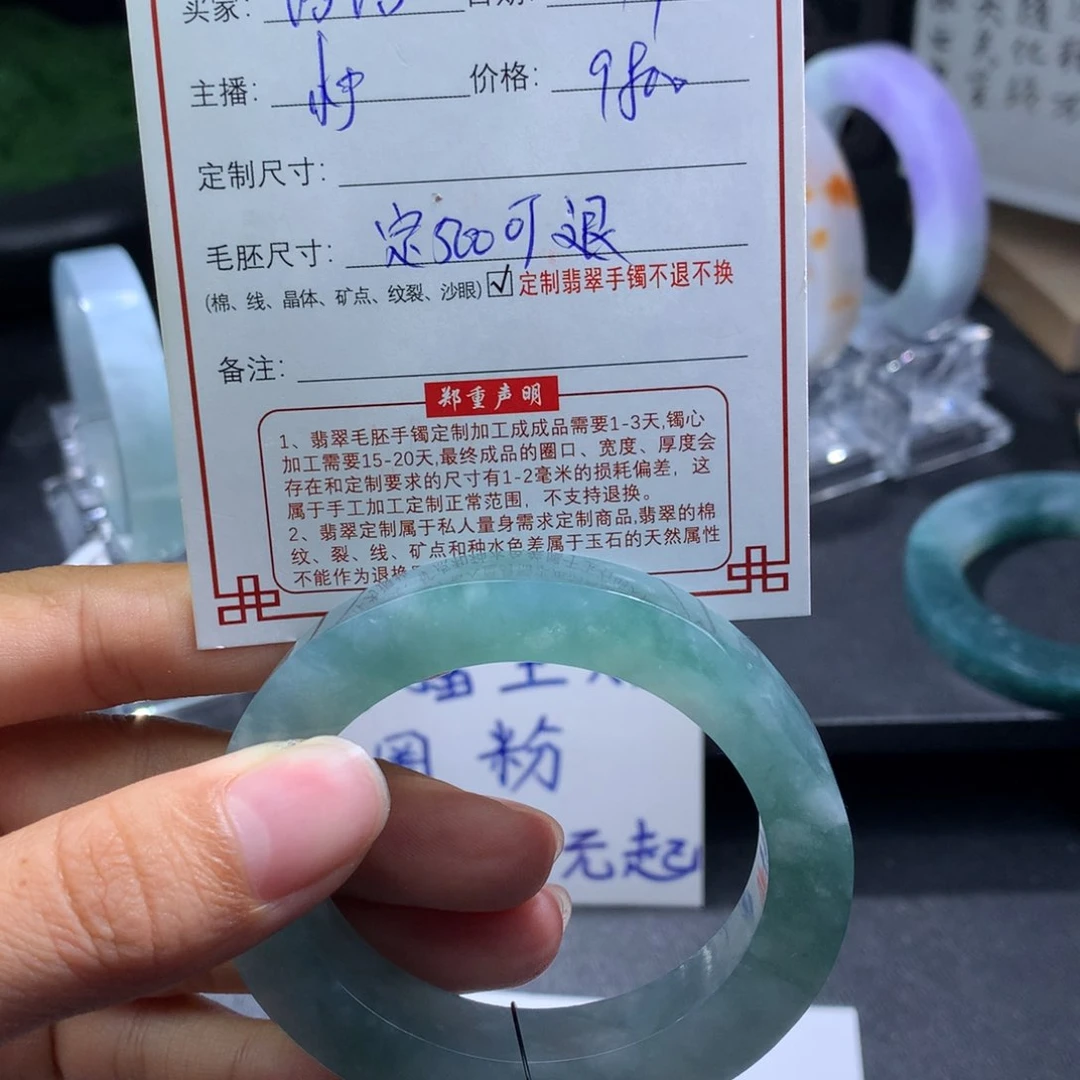 买家:
主播: 价格:
定制尺寸:
毛胚尺寸: 定500可退
(棉、线、晶体、矿点、纹裂、沙眼) ☑ 定制翡翠手镯不退不换
备注:
郑重声明
1、翡翠毛胚手镯定制加工成成品需要1-3天,镯心
加工需要15-20天,最终成品的圈口、宽度、厚度会
存在和定制要求的尺寸有1-2毫米的损耗偏差，这
属于手工加工定制正常范围，不支持退换。
2、翡翠定制属于私人量身需求定制商品,翡翠的棉
纹、裂、线、矿点和种水色差属于玉石的天然属性
不能作为退换
粉
元起